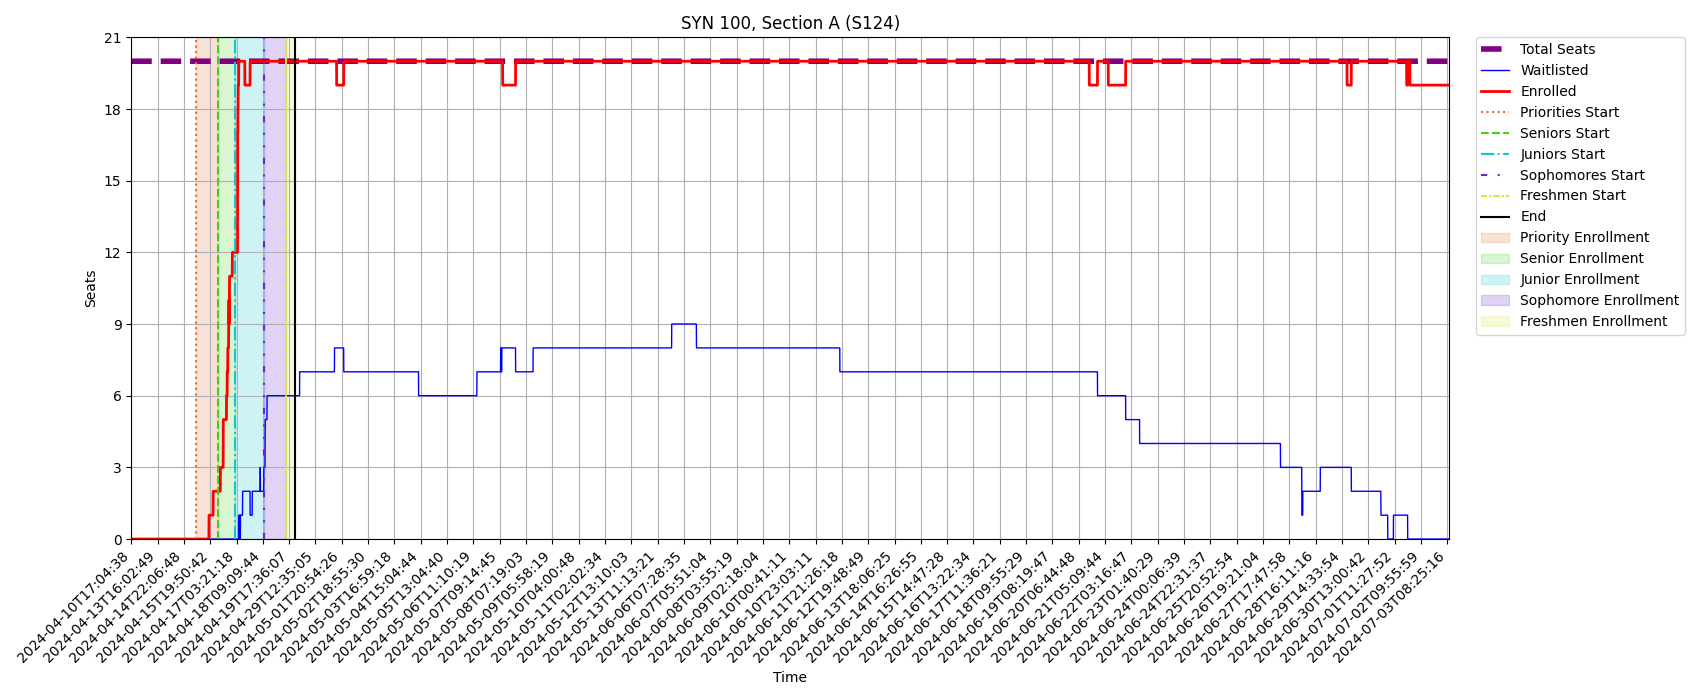 SYN 100, Section A (S124)
Seats
21
18
15
12
9
6
3
0
2024-04-10T17:04:38
2024-04-13T16:02:49
2024-04-14T22:06:48
2024-04-15T19:50:42
2024-04-17T03:21:18
2024-04-18T09:09:44
2024-04-19T17:36:07
2024-04-29T12:35:05
2024-05-01T20:54:26
2024-05-02T18:55:30
2024-05-03T16:59:18
2024-05-04T15:04:44
2024-05-05T13:04:40
2024-05-06T11:10:19
2024-05-07T09:14:45
2024-05-08T07:19:03
2024-05-09T05:58:19
2024-05-10T04:00:48
2024-05-11T02:02:34
2024-05-12T13:10:03
2024-05-13T11:13:21
2024-06-06T07:28:35
2024-06-07T05:51:04
2024-06-08T03:55:19
2024-06-09T02:18:04
2024-06-10T00:41:11
2024-06-10T23:03:11
2024-06-11T21:26:18
2024-06-12T19:48:49
2024-06-13T18:06:25
2024-06-14T16:26:55
2024-06-15T14:47:28
2024-06-16T13:22:34
2024-06-17T11:36:21
2024-06-18T09:55:29
2024-06-19T08:19:47
2024-06-20T06:44:48
2024-06-21T05:09:44
2024-06-22T03:16:47
2024-06-23T01:40:29
2024-06-24T00:06:39
2024-06-24T22:31:37
2024-06-25T20:52:54
2024-06-26T19:21:04
2024-06-27T17:47:58
2024-06-28T16:11:16
2024-06-29T14:33:54
2024-06-30T13:00:42
2024-07-01T11:27:52
2024-07-02T09:55:59
2024-07-03T08:25:16
Time
Total Seats
Waitlisted
Enrolled
Priorities Start
Seniors Start
Juniors Start
Sophomores Start
Freshmen Start
End
Priority Enrollment
Senior Enrollment
Junior Enrollment
Sophomore Enrollment
Freshmen Enrollment